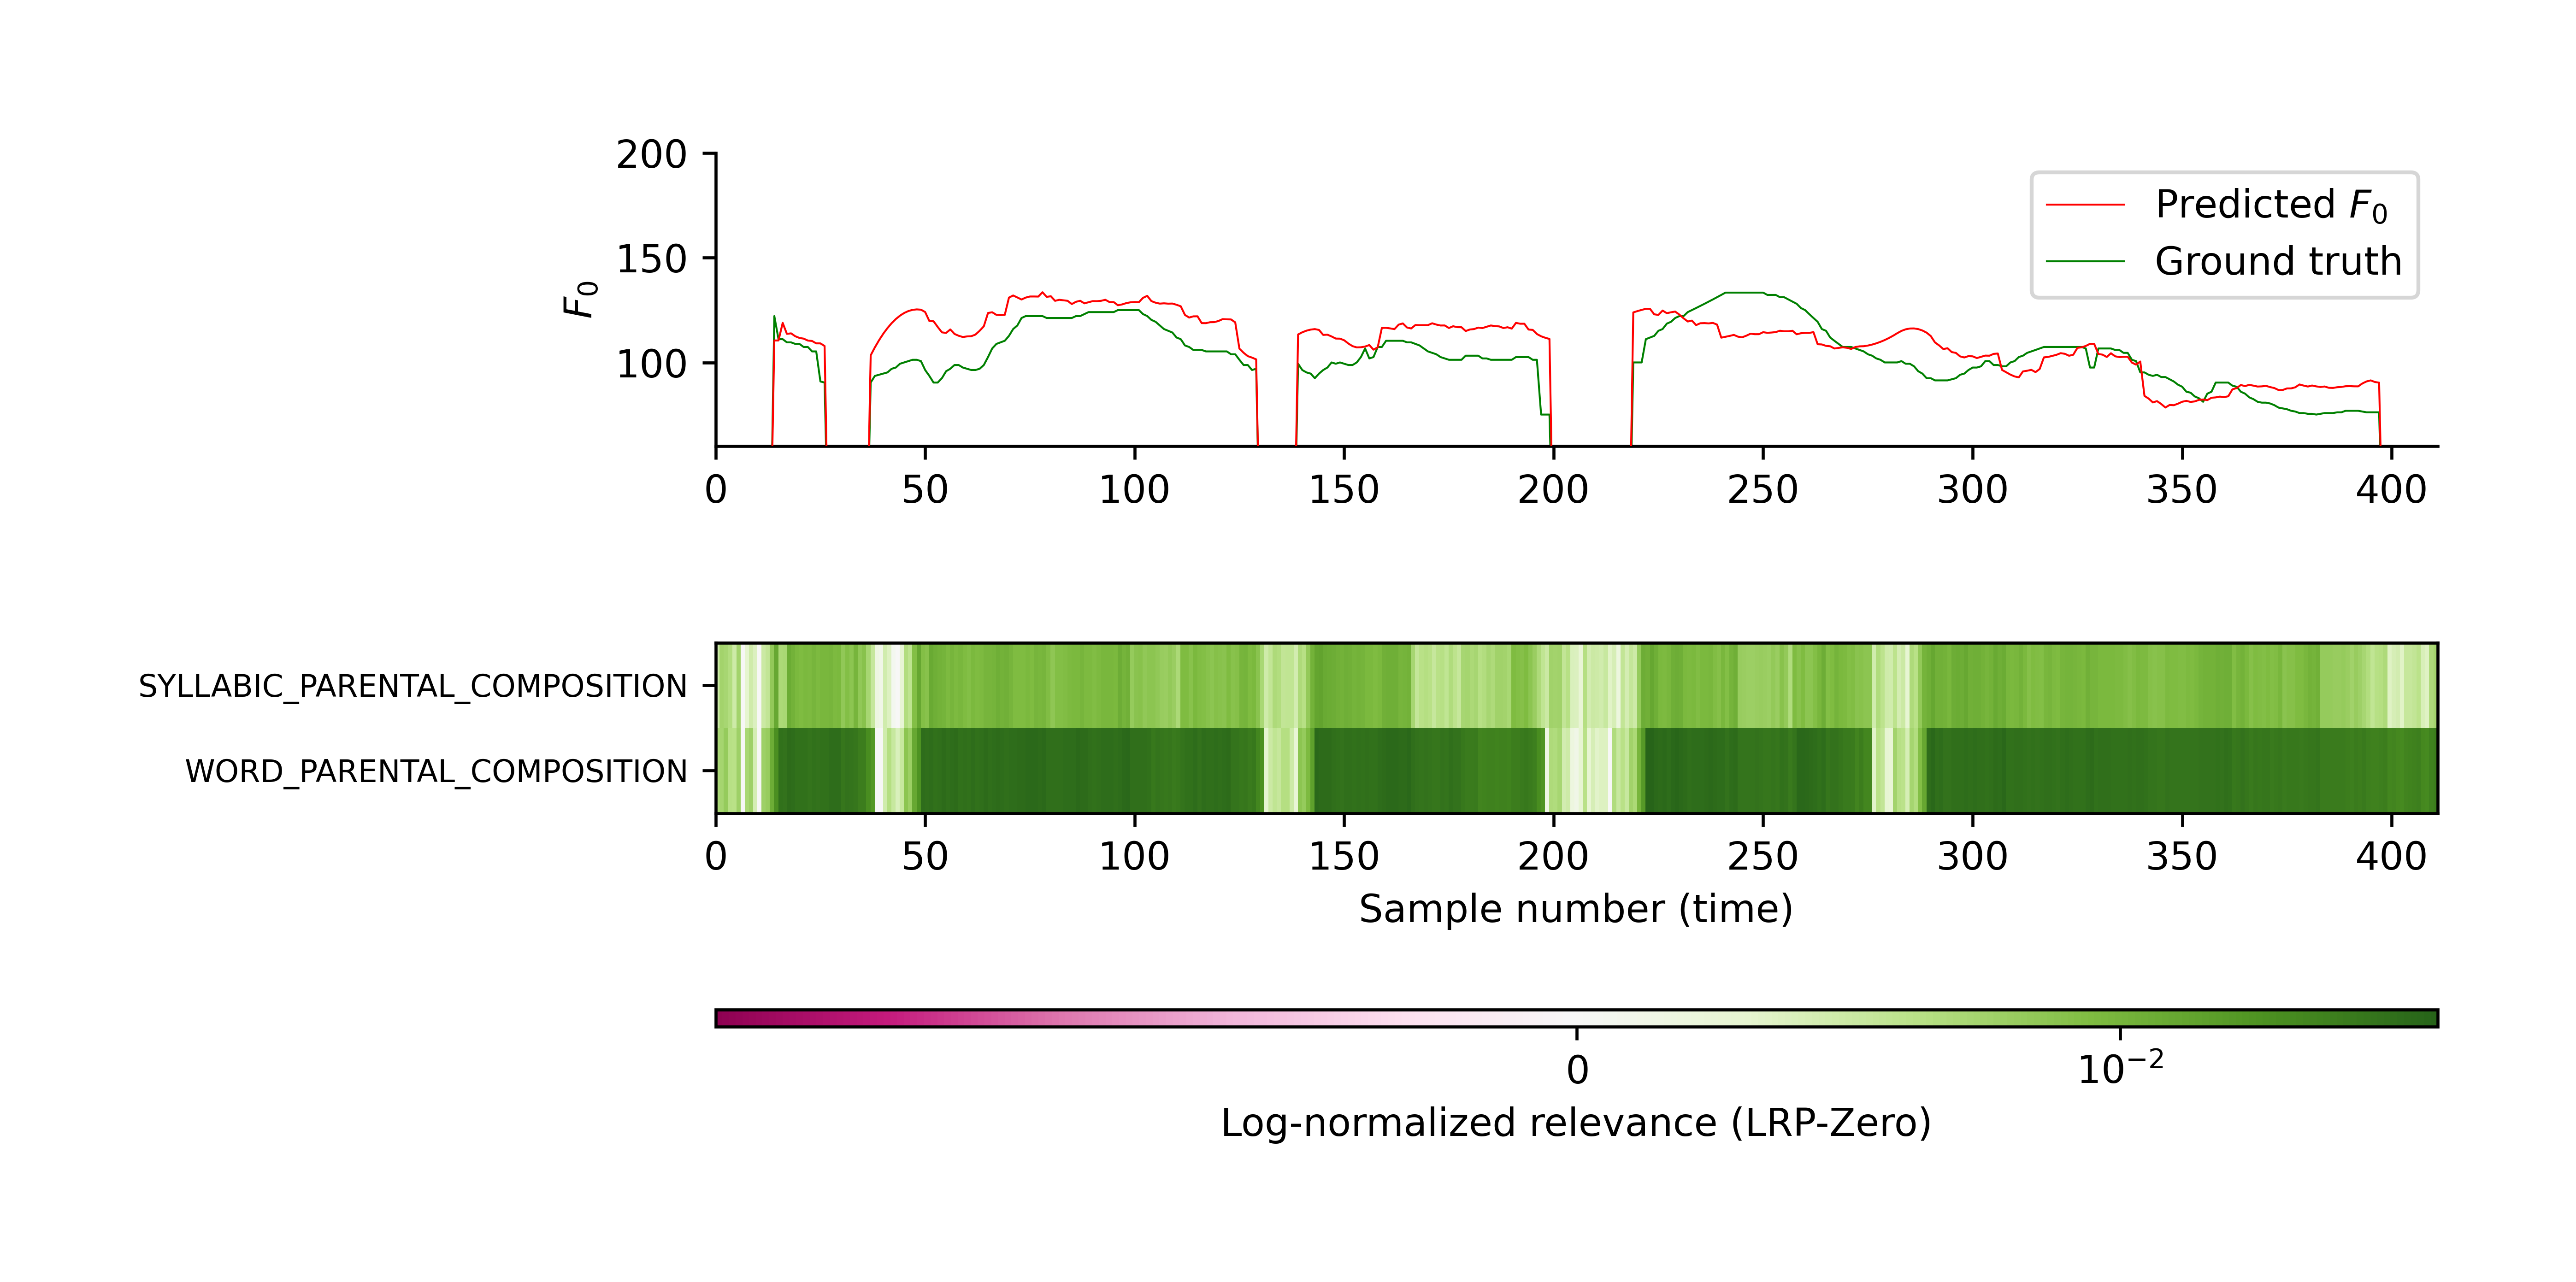 200
150
100
F0
Predicted F0
Ground truth
0 50 100 150 200 250 300 350 400
SYLLABIC_PARENTAL_COMPOSITION
WORD_PARENTAL_COMPOSITION
0 50 100 150 200 250 300 350 400
Sample number (time)
0 10−2
Log-normalized relevance (LRP-Zero)